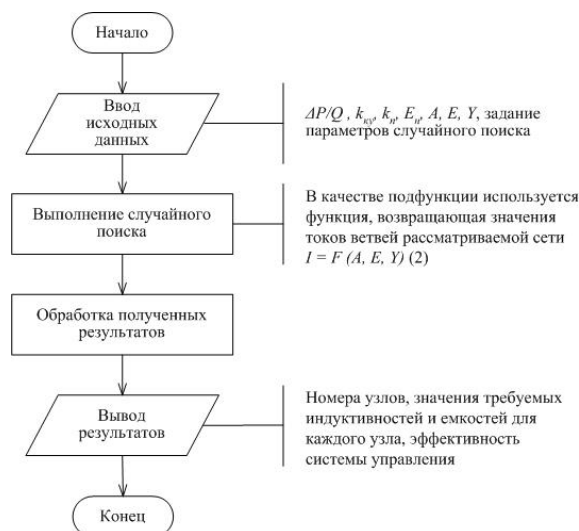 Начало
Ввод
исходных
данных
ΔP/Q , kку, kп, Eп, A, E, Y, задание
параметров случайного поиска
Выполнение случайного
поиска
В качестве подфункции используется
функция, возвращающая значения
токов ветвей рассматриваемой сети
I = F (A, E, Y) (2)
Обработка полученных
результатов
Вывод
результатов
Номера узлов, значения требуемых
индуктивностей и емкостей для
каждого узла, эффективность
системы управления
Конец